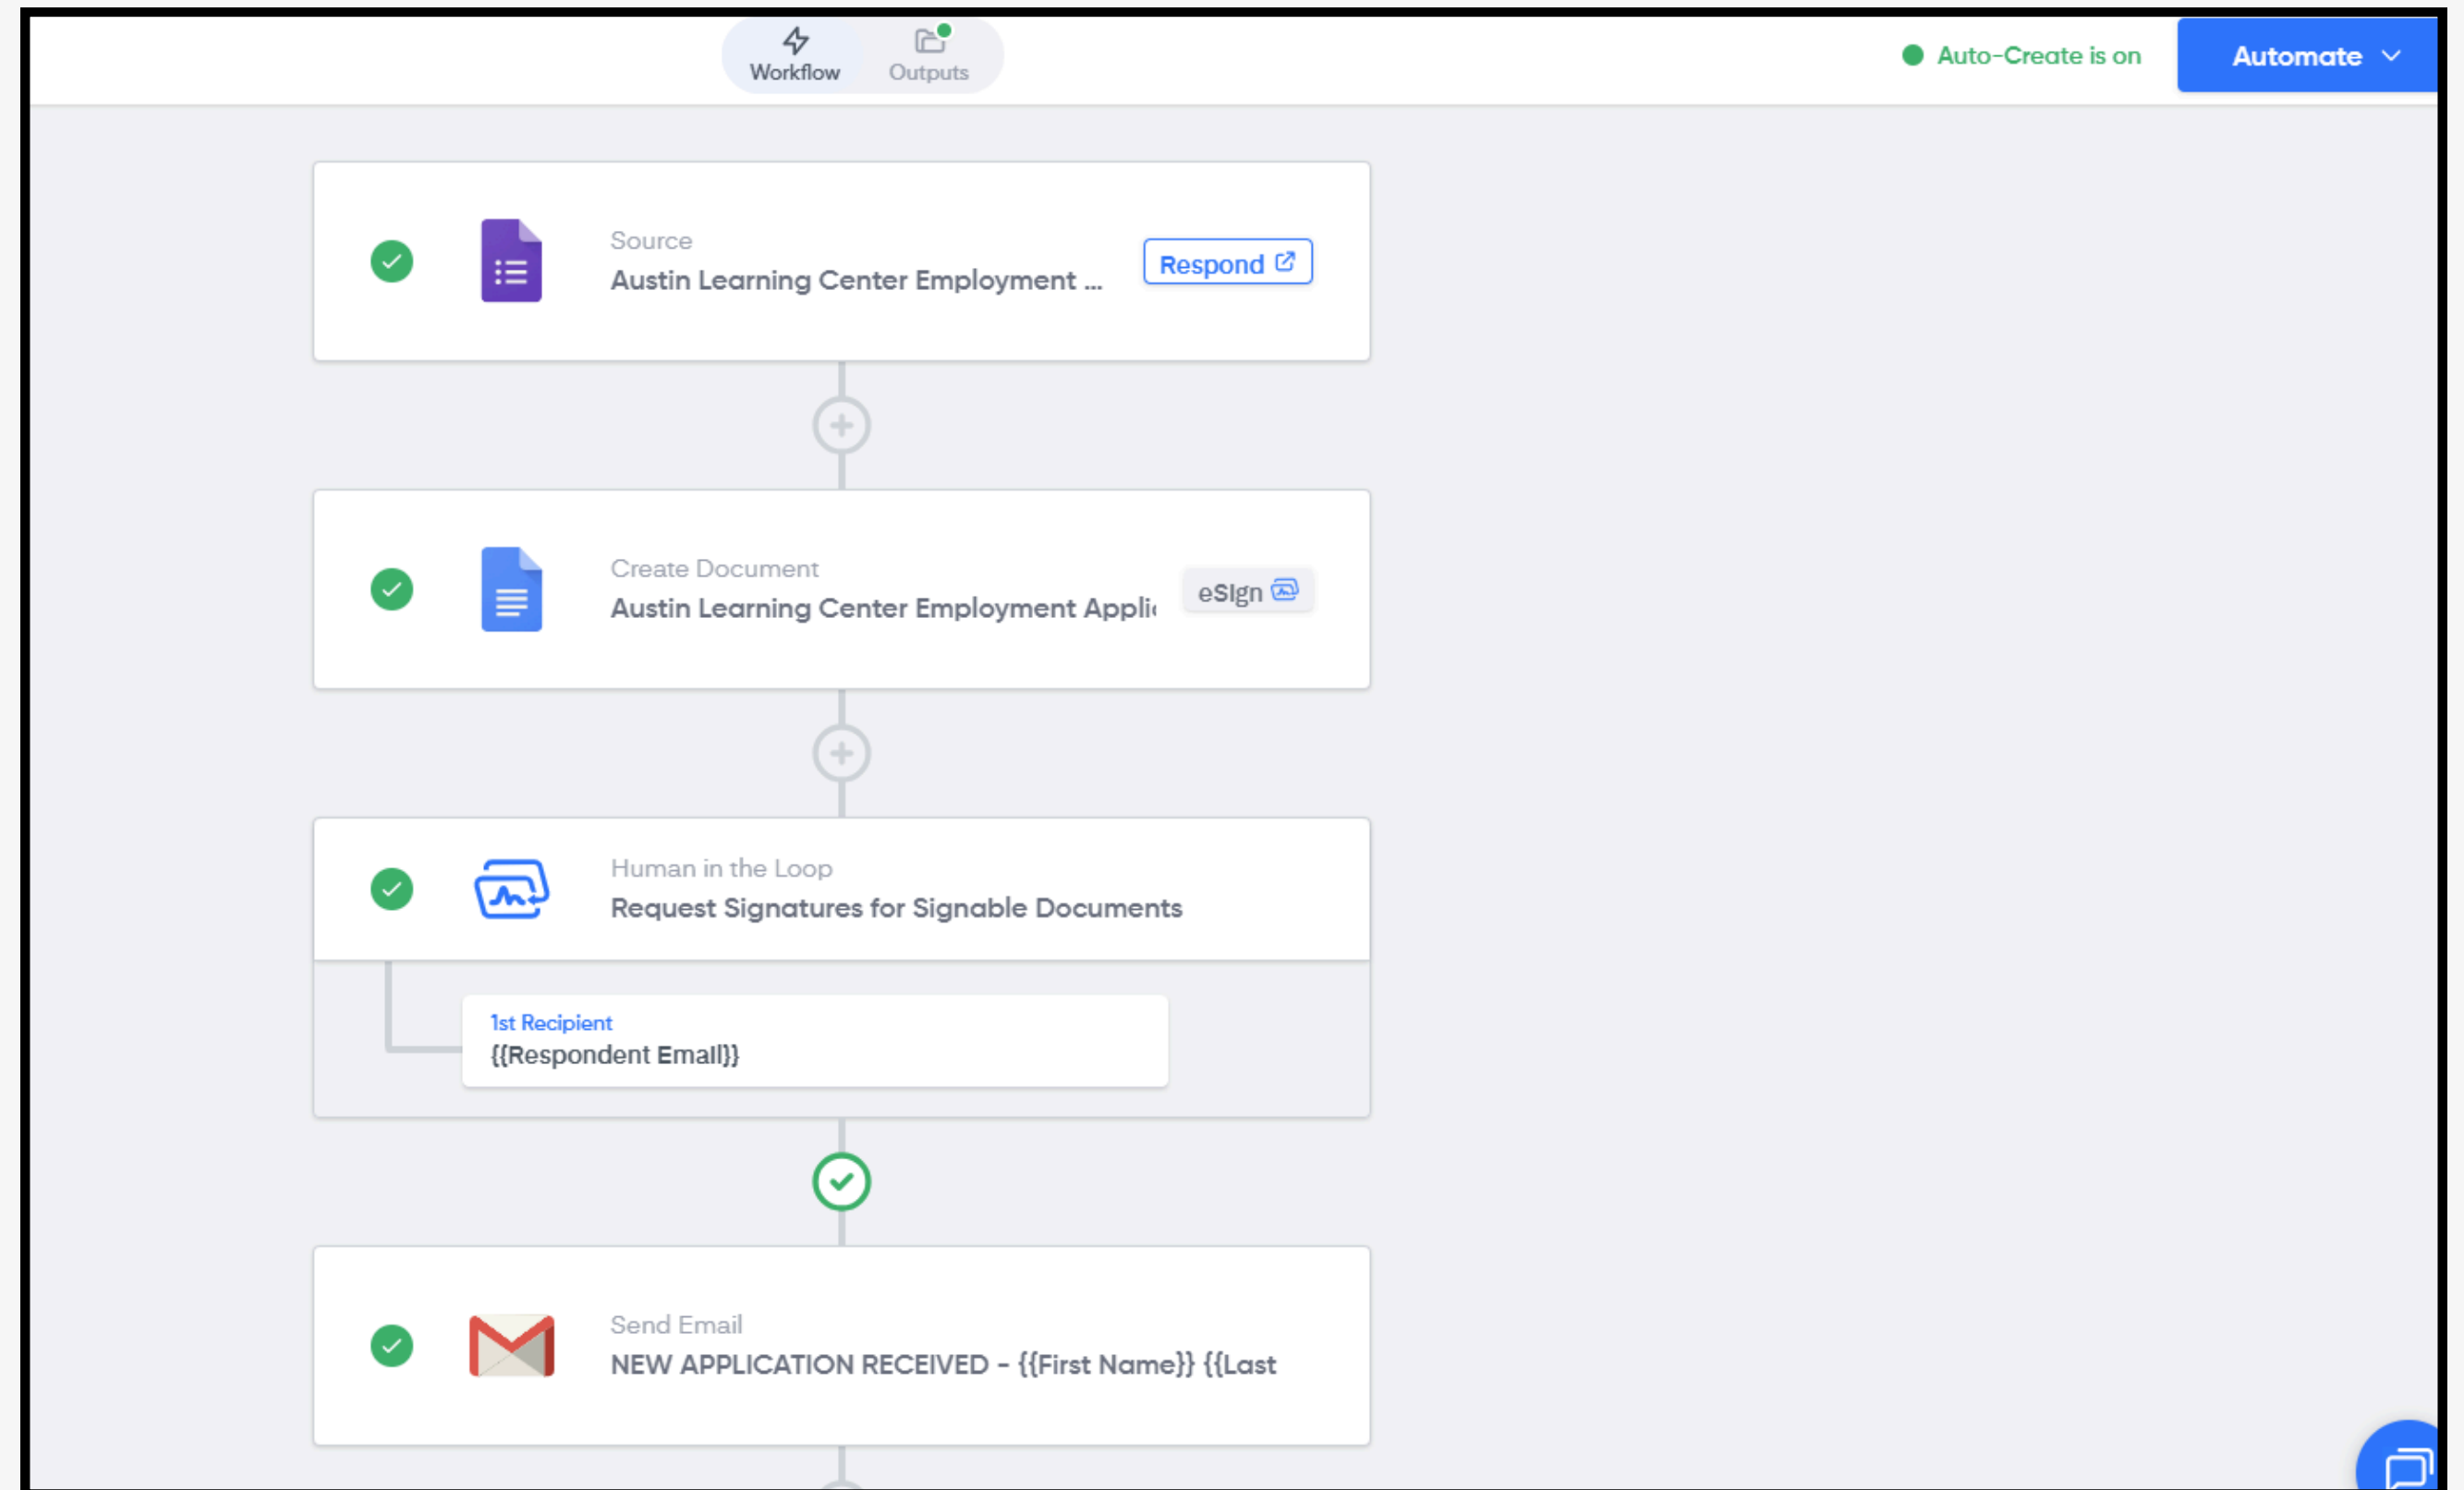 Workflow
Outputs
Auto-Create is on
Automate
Source
Austin Learning Center Employment ...
Respond
Create Document
Austin Learning Center Employment Appli
eSign
Human in the Loop
Request Signatures for Signable Documents
1st Recipient
{{Respondent Email}}
Send Email
NEW APPLICATION RECEIVED - {{First Name}} {{Last